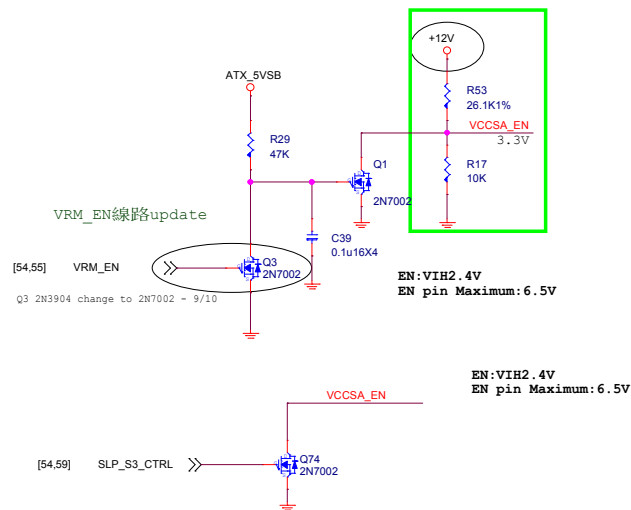 +12V
ATX_5VSB
R53
26.1K1%
R29
47K
VCCSA_EN
3.3V
Q1
R17
10K
2N7002
VRM_EN線路update
C39
0.1u16X4
[54,55] VRM_EN
Q3
2N7002
EN:VIH2.4V
EN pin Maximum:6.5V
Q3 2N3904 change to 2N7002 - 9/10
EN:VIH2.4V
EN pin Maximum:6.5V
VCCSA_EN
[54,59] SLP_S3_CTRL
Q74
2N7002